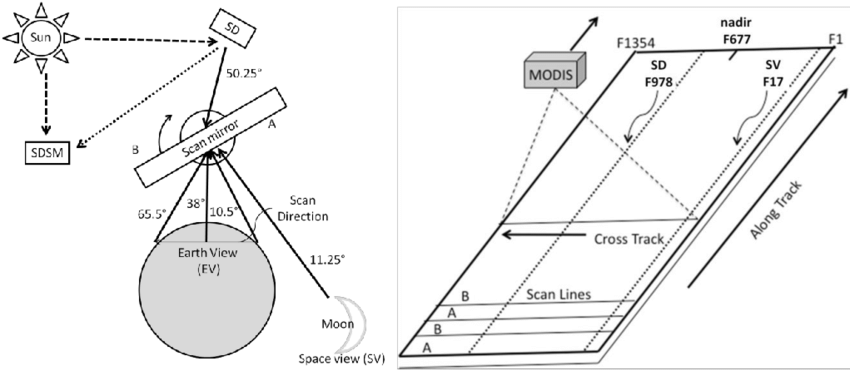 Sun
SD
50.25°
SDSM
B
Scan mirror
A
65.5°
38°
10.5°
Scan
Direction
11.25°
Earth View
(EV)
Moon
Space view (SV)
F1354
nadir
F677
F1
MODIS
SD
F978
SV
F17
Along Track
Cross Track
B
Scan Lines
A
B
A